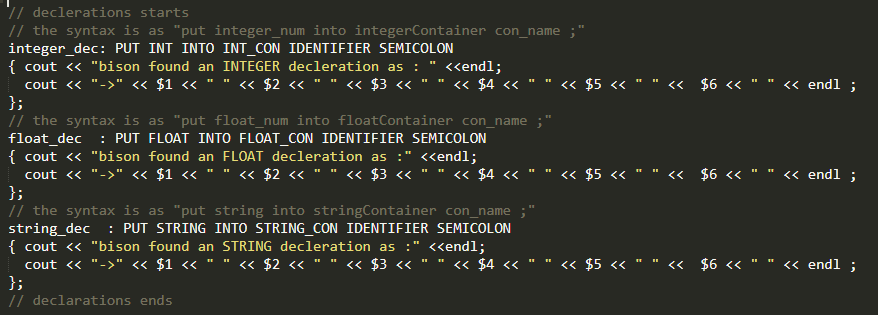 // declerations starts
// the syntax is as "put integer_num into integerContainer con_name ;"
integer_dec: PUT INT INTO INT_CON IDENTIFIER SEMICOLON
{ cout << "bison found an INTEGER decleration as : " <<endl;
  cout << "->" << $1 << " " << $2 << " " << $3 << " " << $4 << " " << $5 << " " <<  $6 << " " << endl ;
};
// the syntax is as "put float_num into floatContainer con_name ;"
float_dec  : PUT FLOAT INTO FLOAT_CON IDENTIFIER SEMICOLON
{ cout << "bison found an FLOAT decleration as :" <<endl;
  cout << "->" << $1 << " " << $2 << " " << $3 << " " << $4 << " " << $5 << " " <<  $6 << " " << endl ;
};
// the syntax is as "put string into stringContainer con_name ;"
string_dec  : PUT STRING INTO STRING_CON IDENTIFIER SEMICOLON
{ cout << "bison found an STRING decleration as :" <<endl;
  cout << "->" << $1 << " " << $2 << " " << $3 << " " << $4 << " " << $5 << " " <<  $6 << " " << endl ;
};
// declarations ends